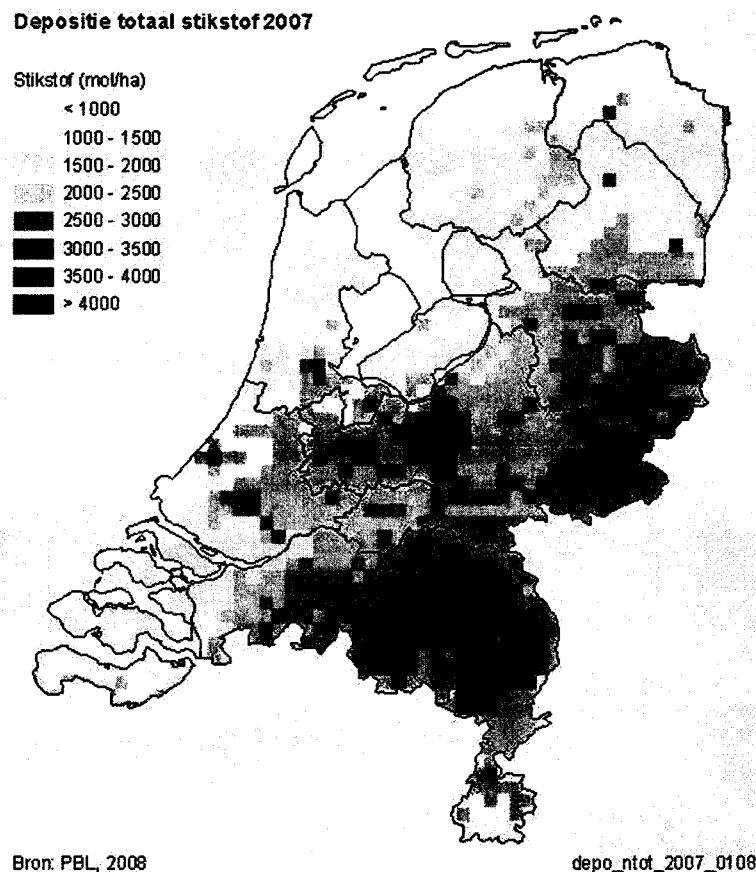 Depositie totaal stikstof 2007
Stikstof (mol/ha)
< 1000
1000 - 1500
1500 - 2000
2000 - 2500
2500 - 3000
3000 - 3500
3500 - 4000
> 4000
Bron: PBL, 2008
depo_ntot_2007_0108